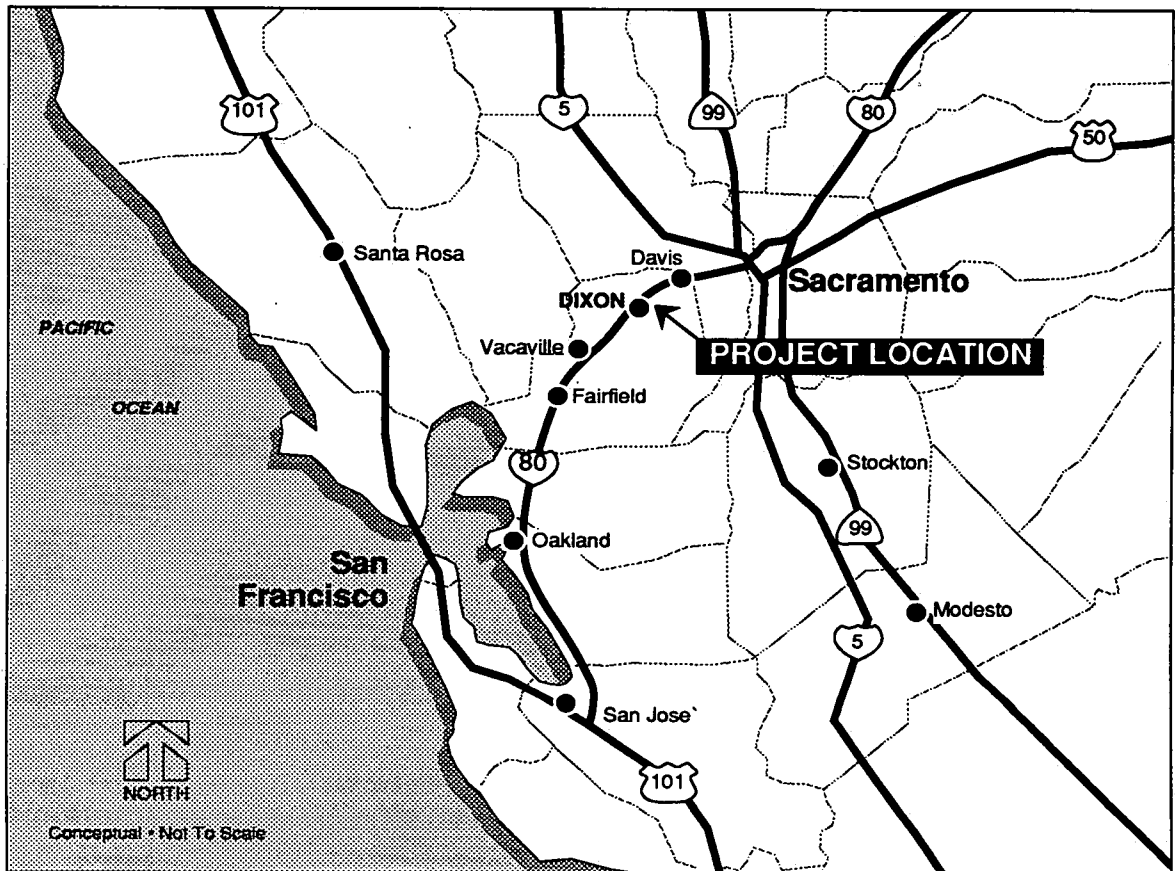 101
5
99
80
50
Santa Rosa
Davis
Sacramento
DIXON
PACIFIC
OCEAN
Vacaville
PROJECT LOCATION
Fairfield
80
Stockton
99
Oakland
San
Francisco
Modesto
5
San Jose`
101
NORTH
Conceptual • Not To Scale